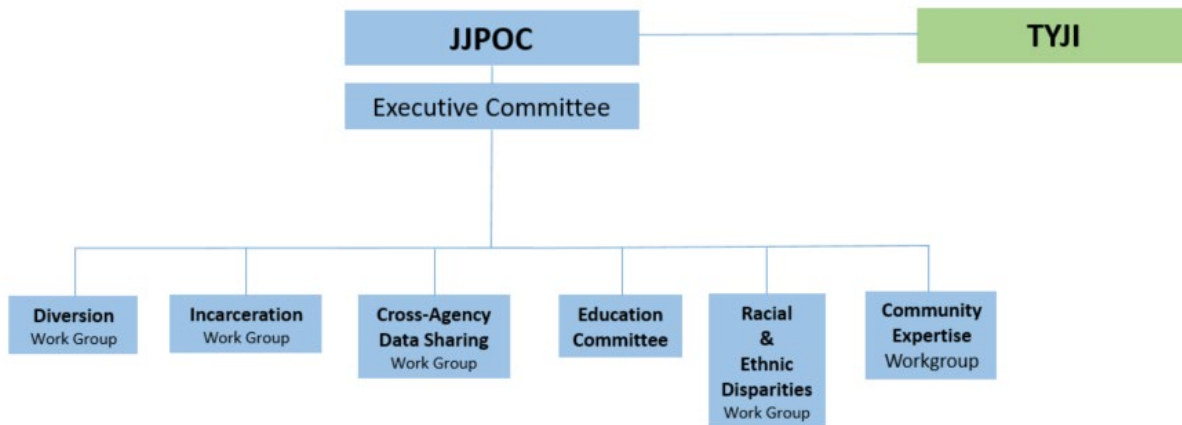 JJPOC
TYJI
Executive Committee
Diversion
Work Group
Incarceration
Work Group
Cross-Agency
Data Sharing
Work Group
Education
Committee
Racial
&
Ethnic
Disparities
Work Group
Community
Expertise
Workgroup